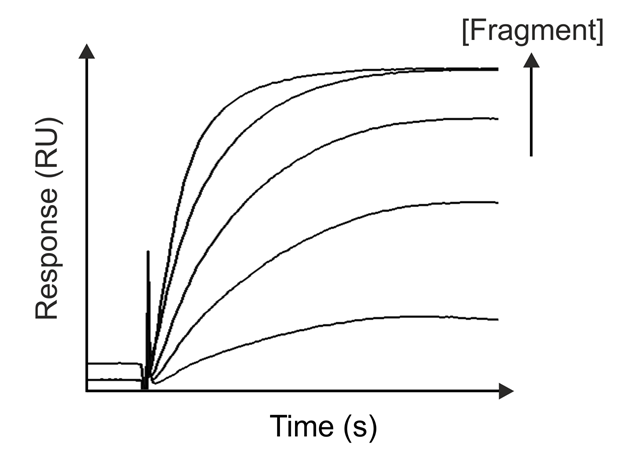 [Fragment]
Response (RU)
Time (s)